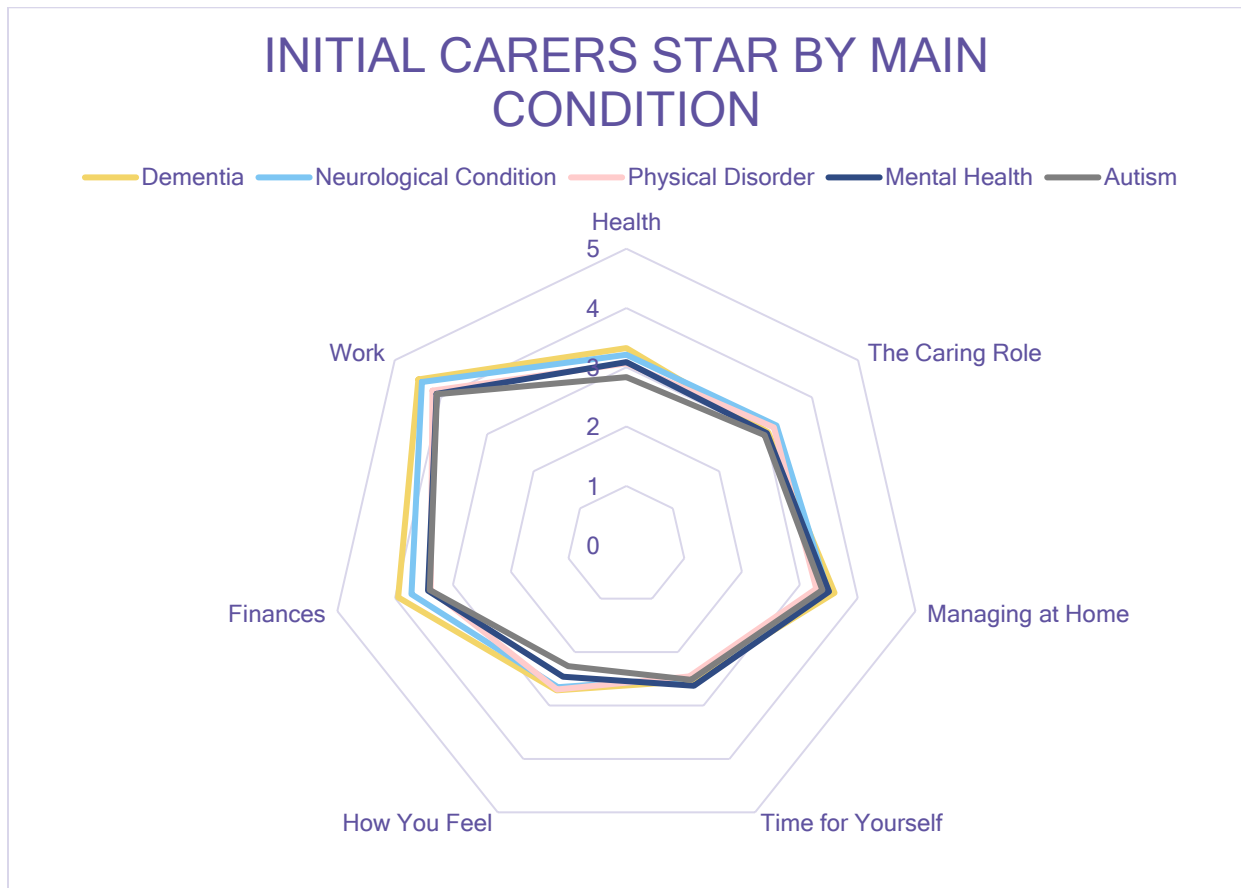 INITIAL CARERS STAR BY MAIN
CONDITION
Dementia Neurological Condition Physical Disorder Mental Health Autism
Health
5
4
3
2
1
0
The Caring Role
Managing at Home
Time for Yourself
How You Feel
Finances
Work